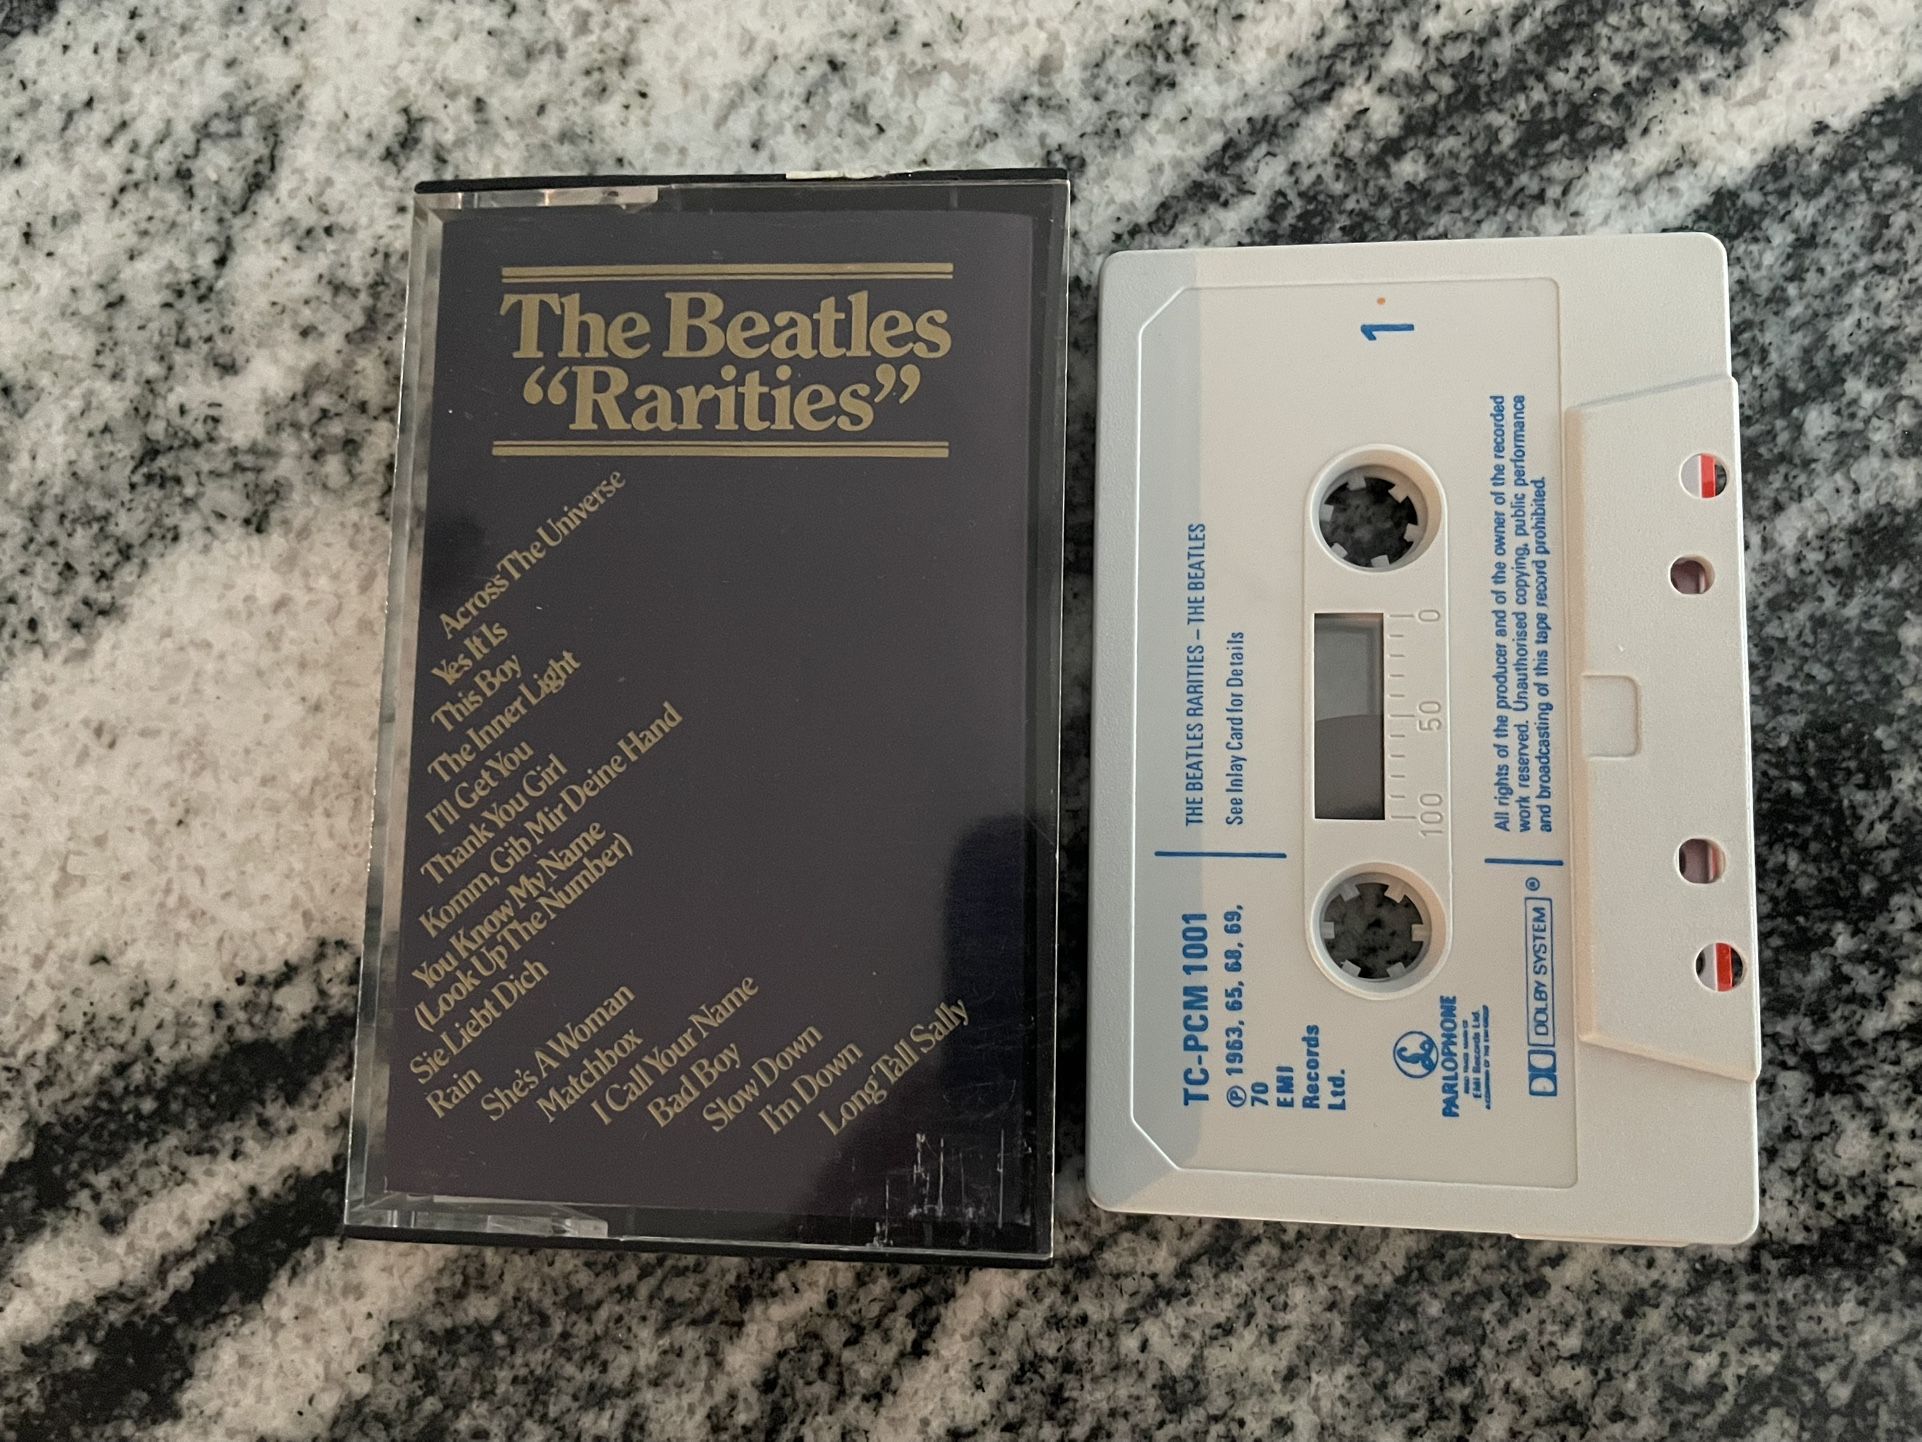 The Beatles
“Rarities”
Across The Universe
Yes It Is
This Boy
The Inner Light
I'll Get You
Thank You Girl
Komm, Gib Mir Deine Hand
You Know My Name
(Look Up The Number)
Sie Liebt Dich
Rain
She's A Woman
Matchbox
I Call Your Name
Bad Boy
Slow Down
I'm Down
Long Tall Sally
1
TC-PCM 1001
THE BEATLES RARITIES – THE BEATLES
See Inlay Card for Details
℗ 1963, 65, 68, 69,
70
EMI
Records
Ltd.
100 50 0
PARLOPHONE
EMI Records Ltd.
All rights of the producer and of the owner of the recorded
work reserved. Unauthorised copying, public performance
and broadcasting of this tape record prohibited.
DOLBY SYSTEM ®